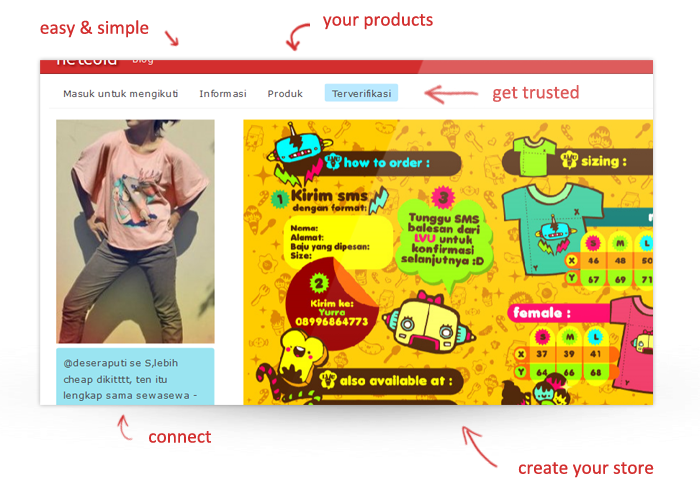 easy & simple
your products
netcoid
blog
Masuk untuk mengikuti Informasi Produk Terverifikasi
get trusted
how to order :
sizing :
1 Kirim sms
dengan format:
Nama:
Alamat:
Baju yang dipesan:
Size:
3
Tunggu SMS
balesan dari
LVU untuk
konfirmasi
selanjutnya :D
2
Kirim ke:
Yurra
08996864773
S M L
X 46 48 50
Y 67 69 71
female :
S M L
X 37 39 41
Y 64 66 68
also available at :
@deseraputi se S,lebih
cheap dikitttt, ten itu
lengkap sama sewasewa -
connect
create your store